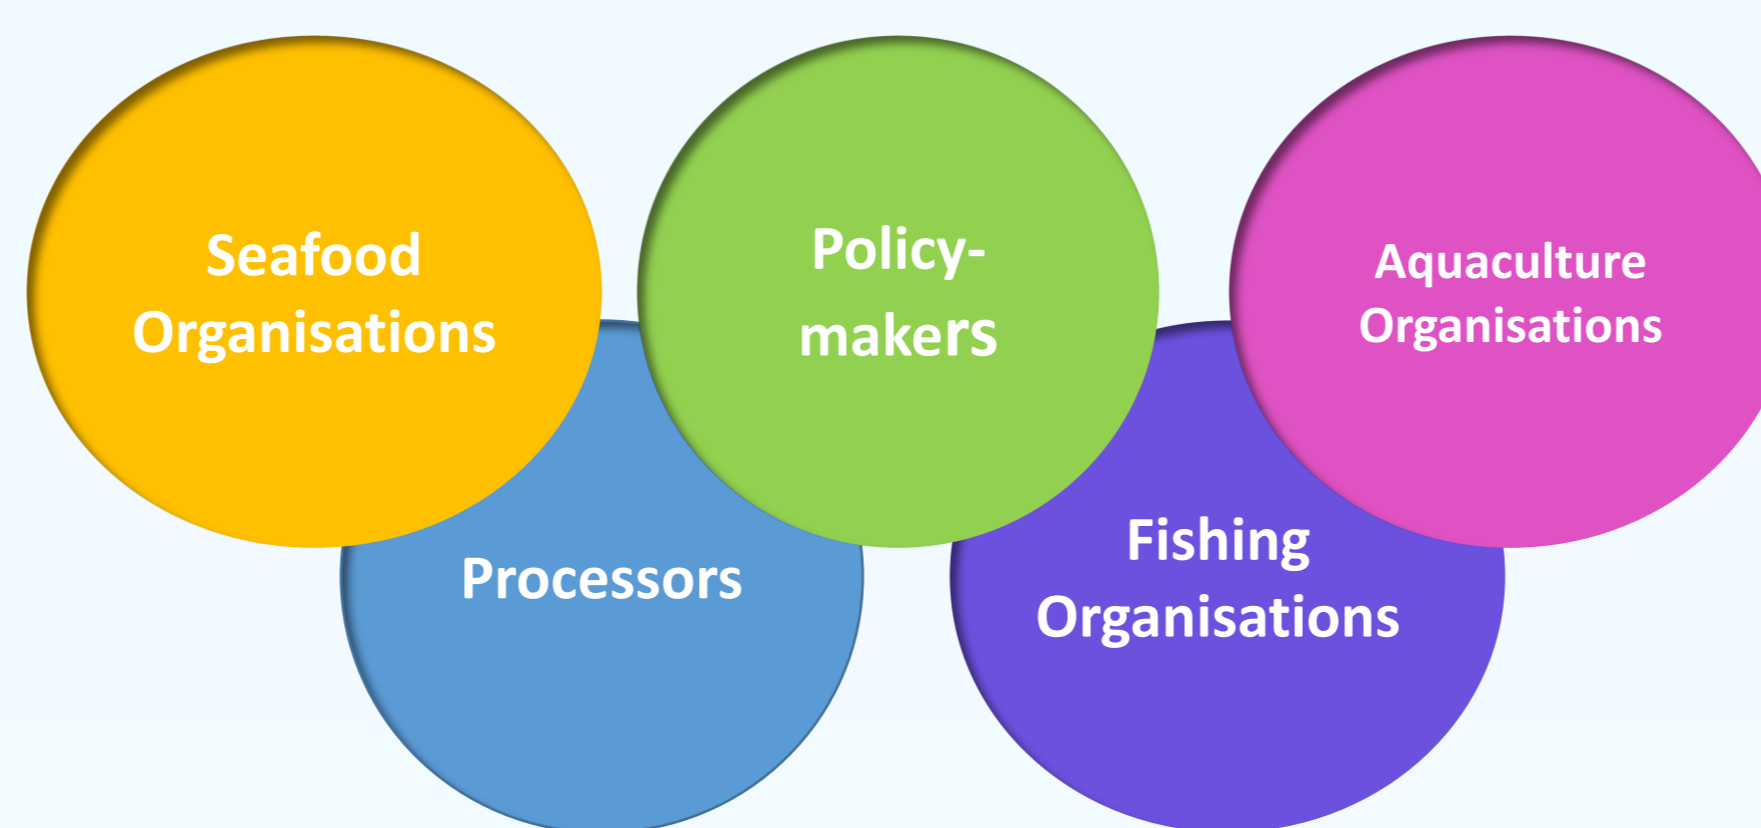 Seafood
Organisations
Policy-
makers
Aquaculture
Organisations
Processors
Fishing
Organisations